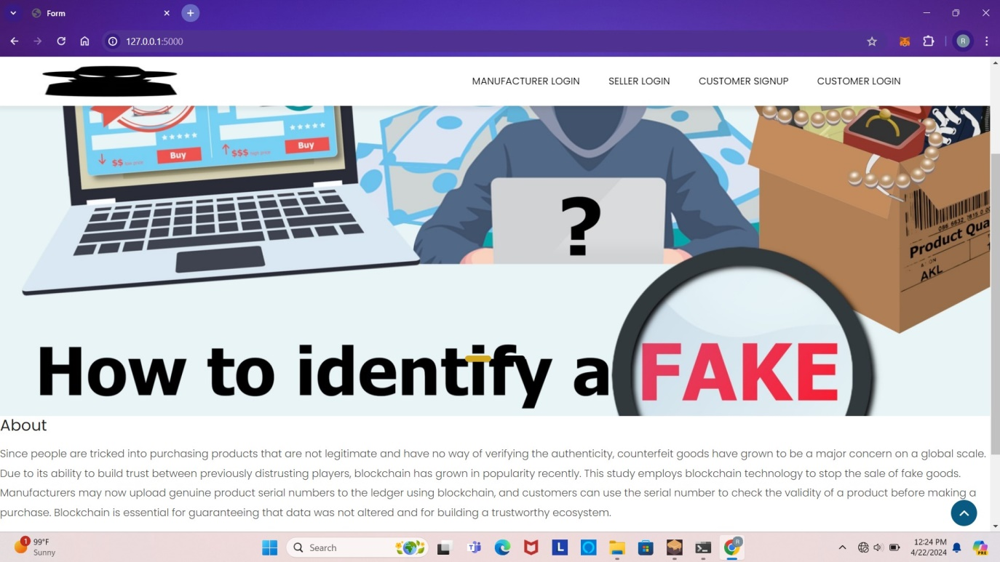 Form
127.0.0.1:5000
R
MANUFACTURER LOGIN SELLER LOGIN CUSTOMER SIGNUP CUSTOMER LOGIN
$$ low price
Buy
$$$ high price
Buy
?
Product Qua
AKL
How to identify a FAKE
About
Since people are tricked into purchasing products that are not legitimate and have no way of verifying the authenticity, counterfeit goods have grown to be a major concern on a global scale.
Due to its ability to build trust between previously distrusting players, blockchain has grown in popularity recently. This study employs blockchain technology to stop the sale of fake goods.
Manufacturers may now upload genuine product serial numbers to the ledger using blockchain, and customers can use the serial number to check the validity of a product before making a
purchase. Blockchain is essential for guaranteeing that data was not altered and for building a trustworthy ecosystem.
1
99°F
Sunny
Search
L
R
12:24 PM
4/22/2024
PRE